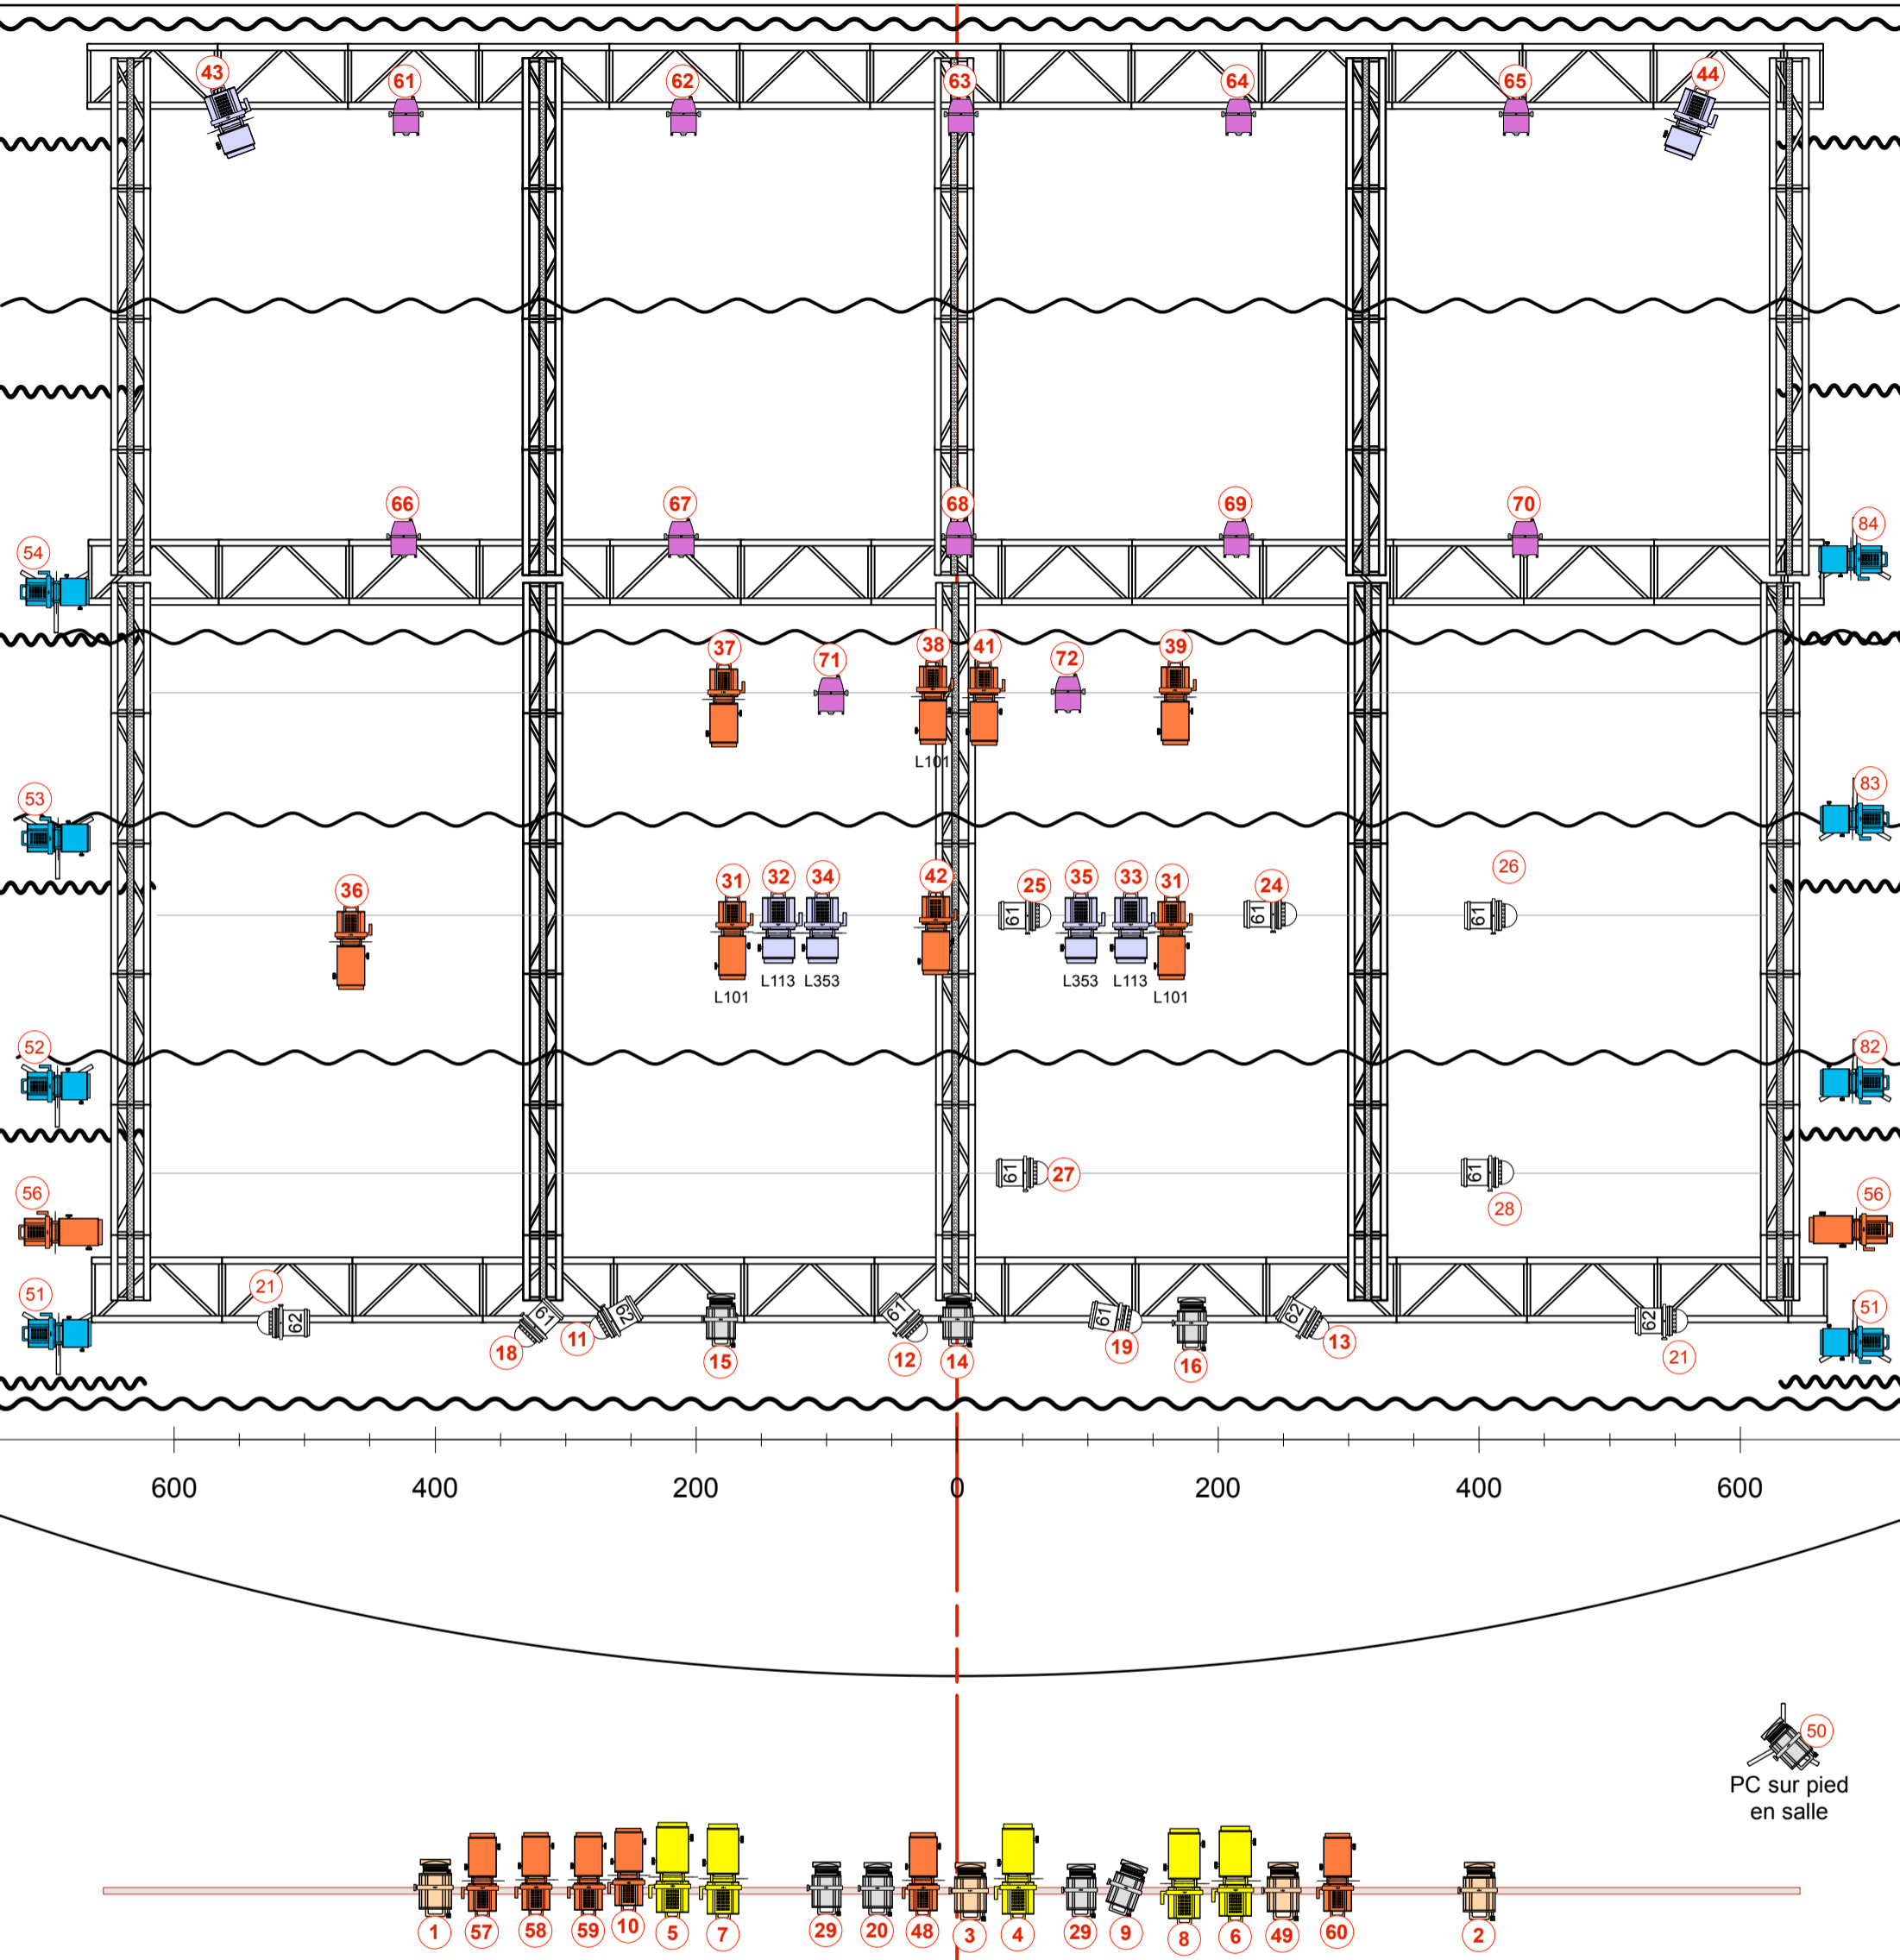 43 61 62 63 64 65 44
66 67 68 69 70
54 84
37 71 38 41 72 39
L101
53 83
36 31 32 34 42 25 35 33 31 24 26
61 61 61
L101 L113 L353 L353 L113 L101
52 82
61 27 61 28
56 56
51 21 62 61 62 61 61 62 62 51
18 11 15 12 14 19 16 13 21
600 400 200 0 200 400 600
50
PC sur pied
en salle
1 57 58 59 10 5 7 29 20 48 3 4 29 9 8 6 49 60 2